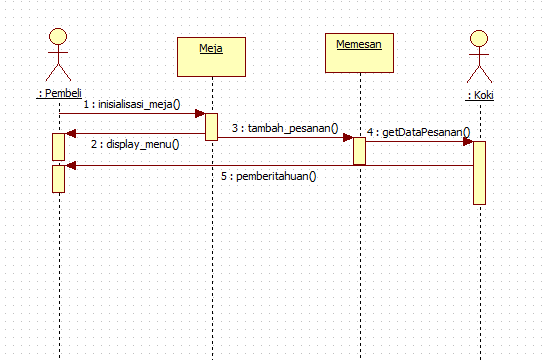 Meja
Memesan
: Pembeli
: Koki
1 : inisialisasi_meja()
3 : tambah_pesanan()
4 : getDataPesanan()
2 : display_menu()
5 : pemberitahuan()